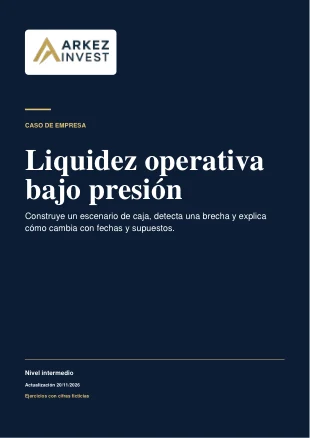 ARKEZ
INVEST
CASO DE EMPRESA
Liquidez operativa
bajo presión
Construye un escenario de caja, detecta una brecha y explica
cómo cambia con fechas y supuestos.
Nivel intermedio
Actualización 20/11/2026
Ejercicios con cifras ficticias